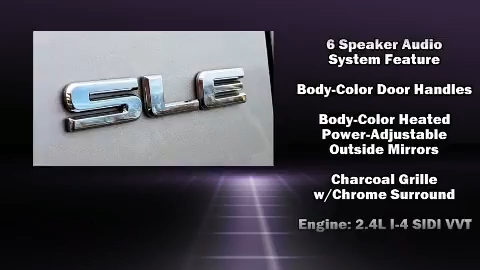 SLE
6 Speaker Audio
System Feature
Body-Color Door Handles
Body-Color Heated
Power-Adjustable
Outside Mirrors
Charcoal Grille
w/Chrome Surround
Engine: 2.4L I-4 SIDI VVT